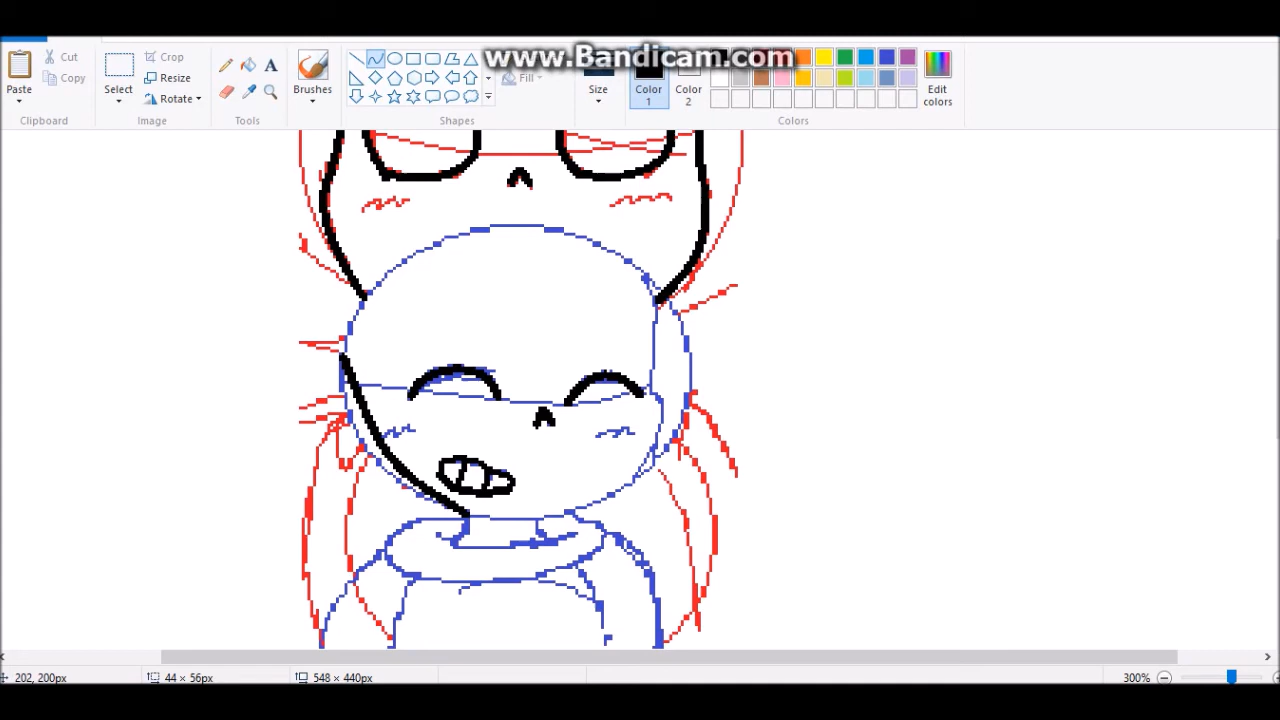 www.Bandicam.com
Cut
Copy
Paste
Clipboard
Select
Crop
Resize
Rotate
Image
A
Tools
Brushes
Fill
Shapes
Size
Color
1
Color
2
Edit
colors
Colors
202, 200px
44 × 56px
548 × 440px
300%